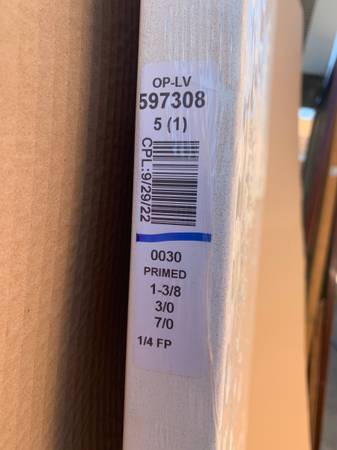 OP-LV
597308
5 (1)
CPL:9/29/22
0030
PRIMED
1-3/8
3/0
7/0
1/4 FP